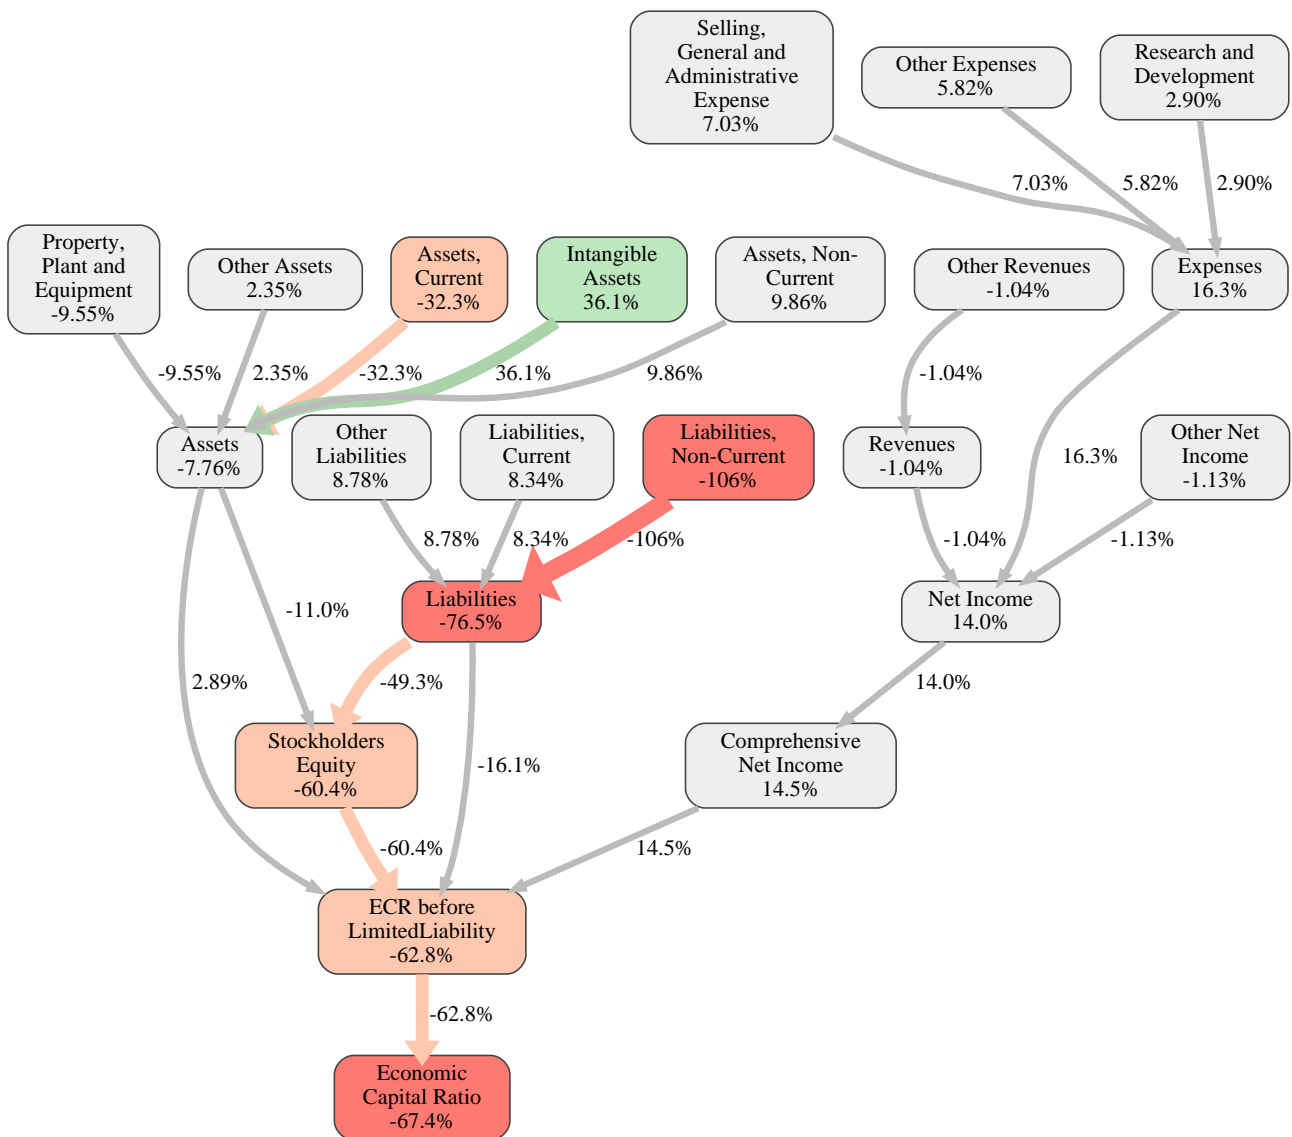 Selling,
General and
Administrative
Expense
7.03%
Other Expenses
5.82%
Research and
Development
2.90%
7.03%
5.82%
2.90%
Property,
Plant and
Equipment
-9.55%
Other Assets
2.35%
Assets,
Current
-32.3%
Intangible
Assets
36.1%
Assets, Non-
Current
9.86%
Other Revenues
-1.04%
Expenses
16.3%
-9.55%
2.35%
-32.3%
36.1%
9.86%
-1.04%
16.3%
Assets
-7.76%
Other
Liabilities
8.78%
Liabilities,
Current
8.34%
Liabilities,
Non-Current
-106%
Revenues
-1.04%
Other Net
Income
-1.13%
8.78%
8.34%
-106%
-1.04%
-1.13%
-11.0%
Liabilities
-76.5%
Net Income
14.0%
2.89%
-49.3%
14.0%
Stockholders
Equity
-60.4%
-16.1%
Comprehensive
Net Income
14.5%
-60.4%
14.5%
ECR before
LimitedLiability
-62.8%
-62.8%
Economic
Capital Ratio
-67.4%